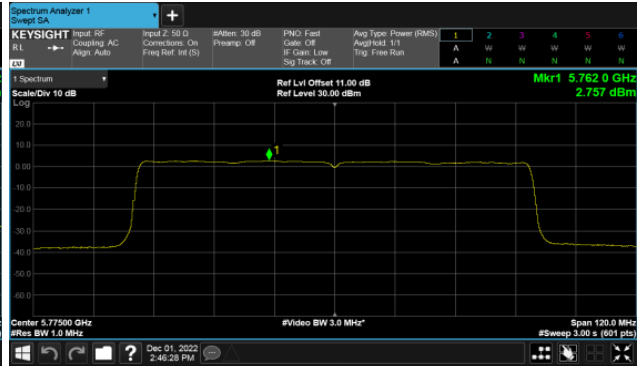 Spectrum Analyzer 1
Swept SA
+
KEYSIGHT Input: RF Input Z: 50 Ω #Atten: 30 dB PNO: Fast Avg Type: Power (RMS) 1 2 3 4 5 6
RL Coupling: AC Corrections: On Preamp: Off Gate: Off Avg|Hold: 1/1 A W W W W W
Align: Auto Freq Ref: Int (S) IF Gain: Low Trig: Free Run
LXI Sig Track: Off A N N N N N
1 Spectrum Ref Lvl Offset 11.00 dB Mkr1 5.762 0 GHz
Scale/Div 10 dB Ref Level 30.00 dBm 2.757 dBm
Log
20.0
10.0
1
0.00
-10.0
-20.0
-30.0
-40.0
-50.0
-60.0
Center 5.77500 GHz #Video BW 3.0 MHz* Span 120.0 MHz
#Res BW 1.0 MHz #Sweep 3.00 s (601 pts)
? Dec 01, 2022
2:46:28 PM